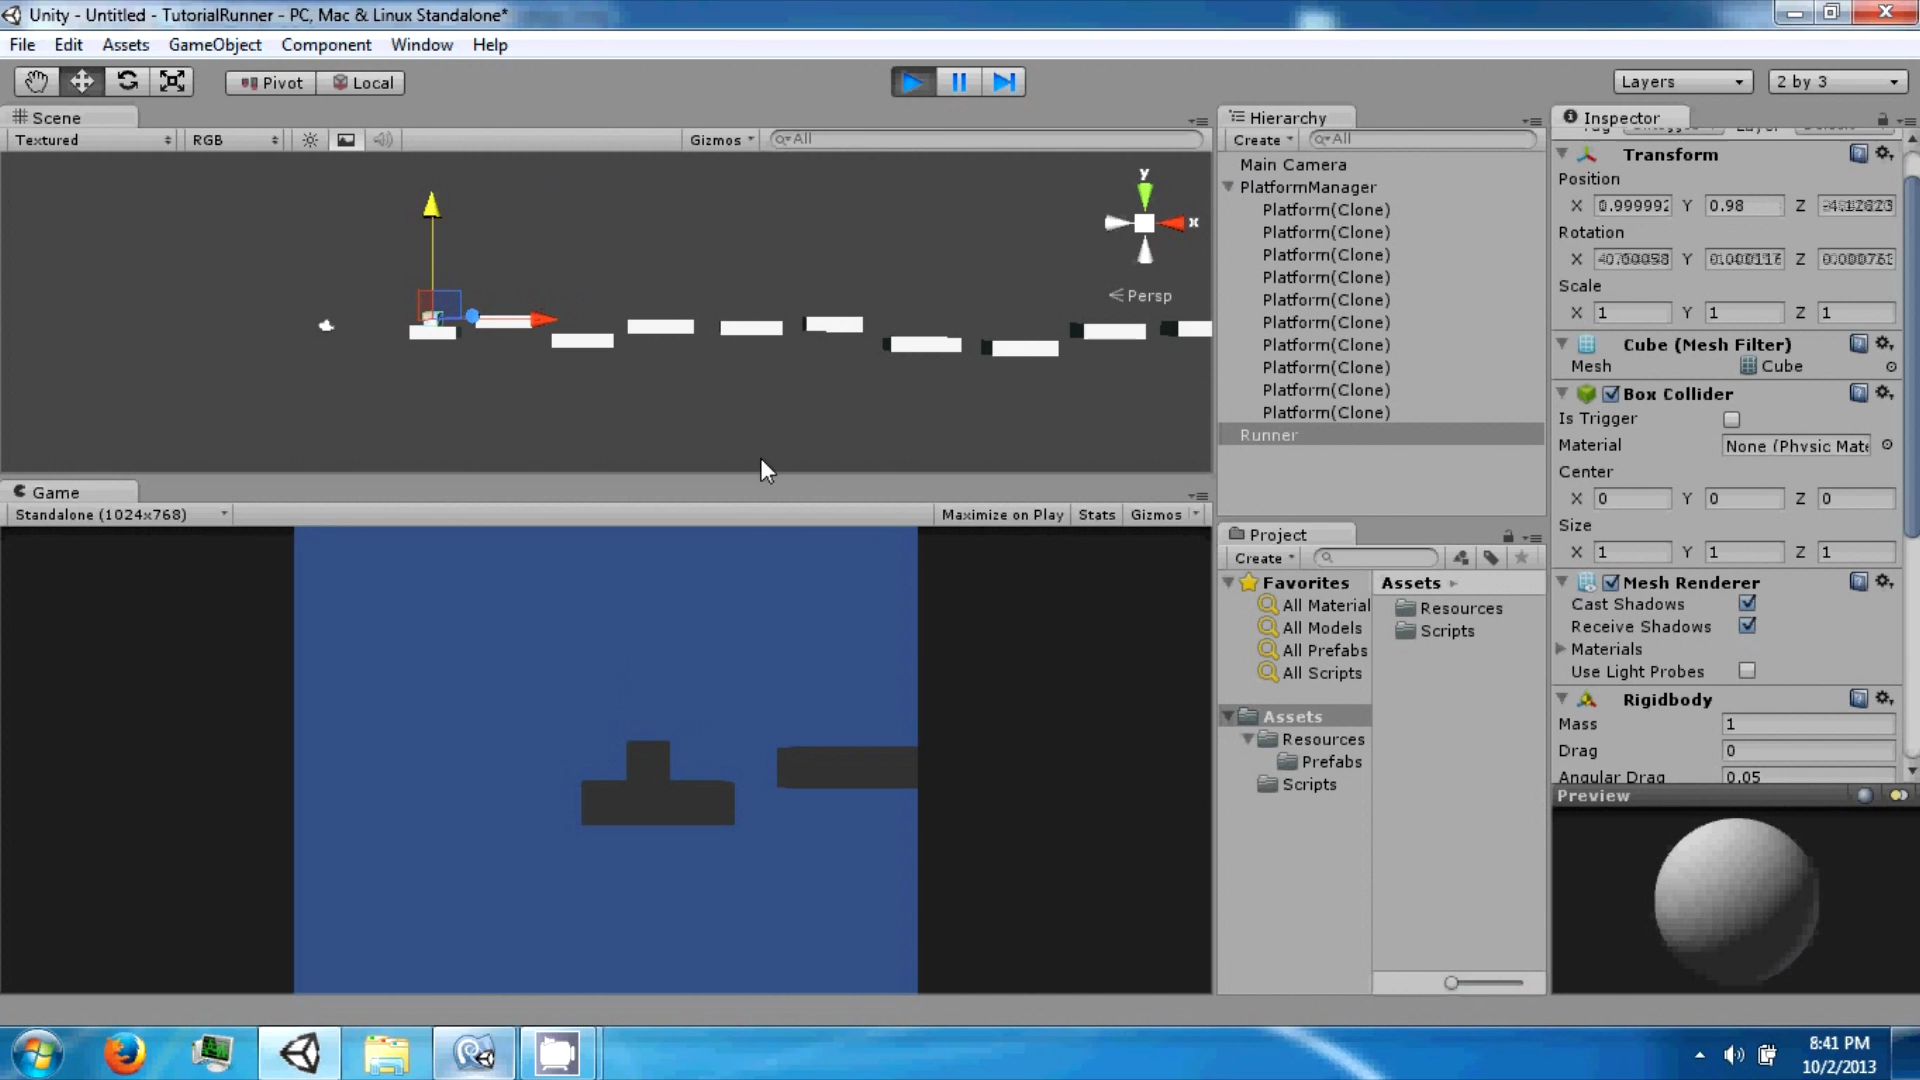 Unity - Untitled - TutorialRunner - PC, Mac & Linux Standalone*
File Edit Assets GameObject Component Window Help
Pivot Local Layers 2 by 3
Scene
Textured RGB Gizmos All
y
x
Persp
Game
Standalone (1024x768) Maximize on Play Stats Gizmos
Hierarchy
Create All
Main Camera
PlatformManager
Platform(Clone)
Platform(Clone)
Platform(Clone)
Platform(Clone)
Platform(Clone)
Platform(Clone)
Platform(Clone)
Platform(Clone)
Platform(Clone)
Platform(Clone)
Runner
Project
Create
Favorites
All Material
All Models
All Prefabs
All Scripts
Assets
Resources
Prefabs
Scripts
Assets
Resources
Scripts
Inspector
Transform
Position
X 0.999992 Y 0.98 Z
Rotation
X Y Z
Scale
X 1 Y 1 Z 1
Cube (Mesh Filter)
Mesh Cube
Box Collider
Is Trigger
Material None (Physic Mate
Center
X 0 Y 0 Z 0
Size
X 1 Y 1 Z 1
Mesh Renderer
Cast Shadows
Receive Shadows
Materials
Use Light Probes
Rigidbody
Mass 1
Drag 0
Angular Drag 0.05
Preview
8:41 PM
10/2/2013